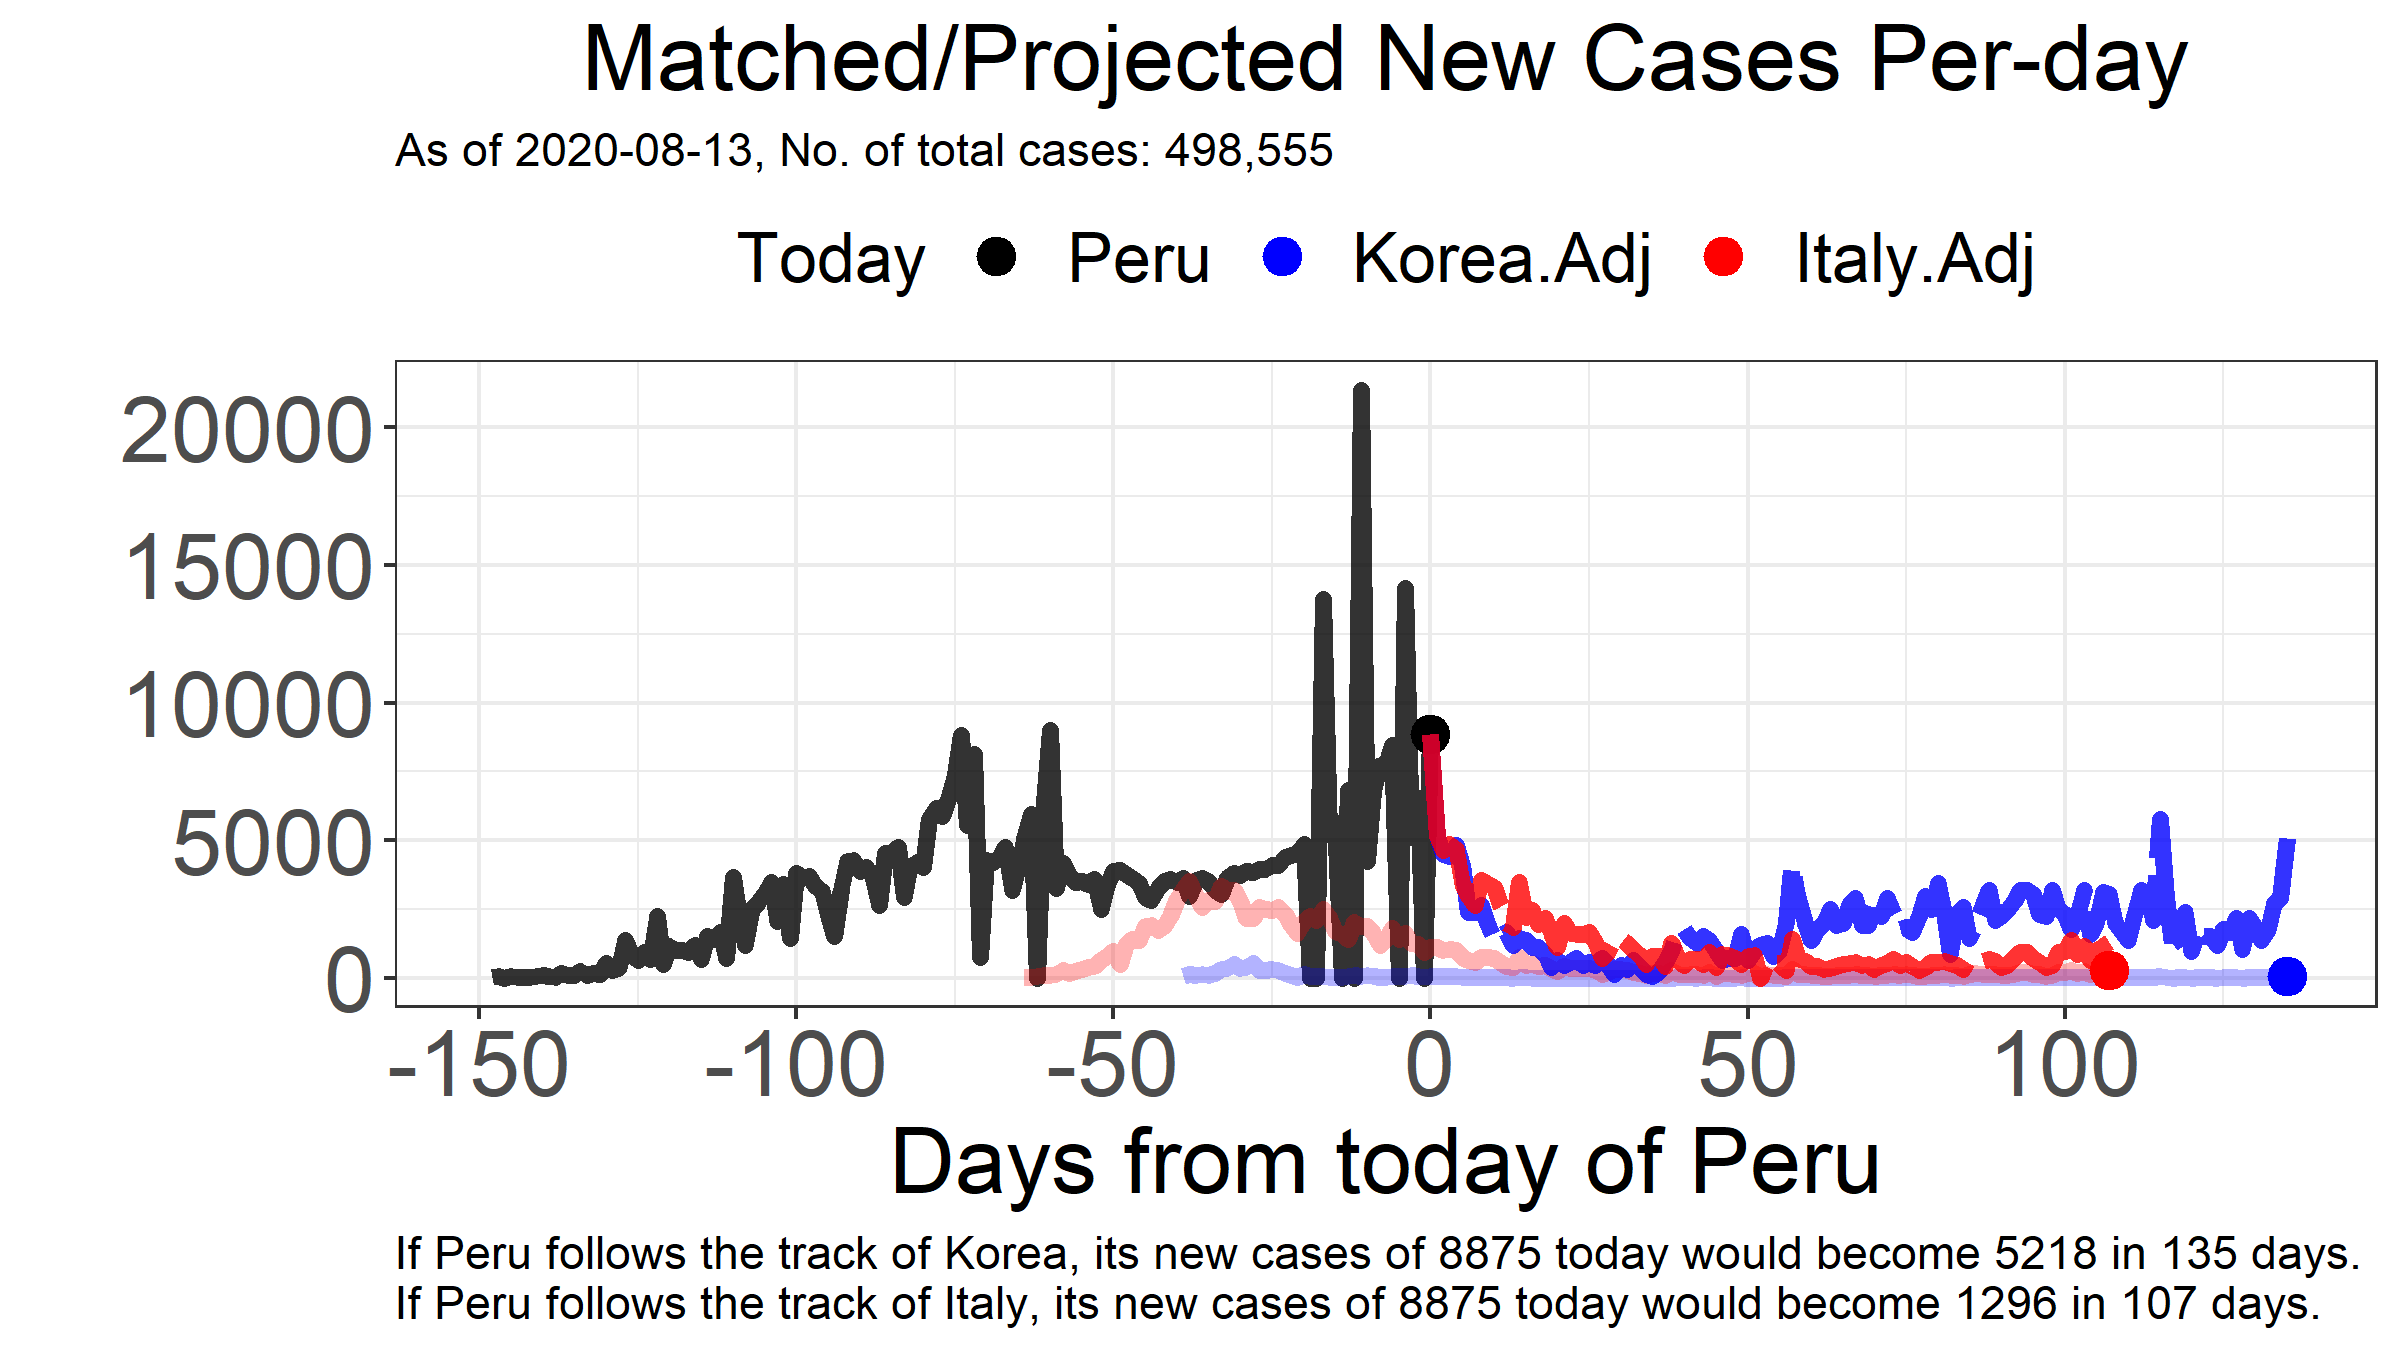 Matched/Projected New Cases Per-day
As of 2020-08-13, No. of total cases: 498,555
Today Peru Korea.Adj Italy.Adj
20000
15000
10000
5000
0
-150 -100 -50 0 50 100
Days from today of Peru
If Peru follows the track of Korea, its new cases of 8875 today would become 5218 in 135 days.
If Peru follows the track of Italy, its new cases of 8875 today would become 1296 in 107 days.